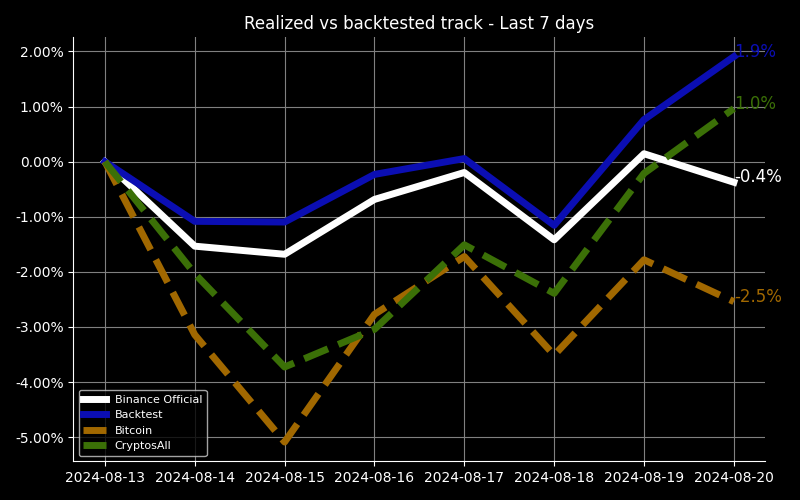 Realized vs backtested track - Last 7 days
2.00%
1.00%
0.00%
-1.00%
-2.00%
-3.00%
-4.00%
-5.00%
1.9%
1.0%
-0.4%
-2.5%
Binance Official
Backtest
Bitcoin
CryptosAll
2024-08-13 2024-08-14 2024-08-15 2024-08-16 2024-08-17 2024-08-18 2024-08-19 2024-08-20